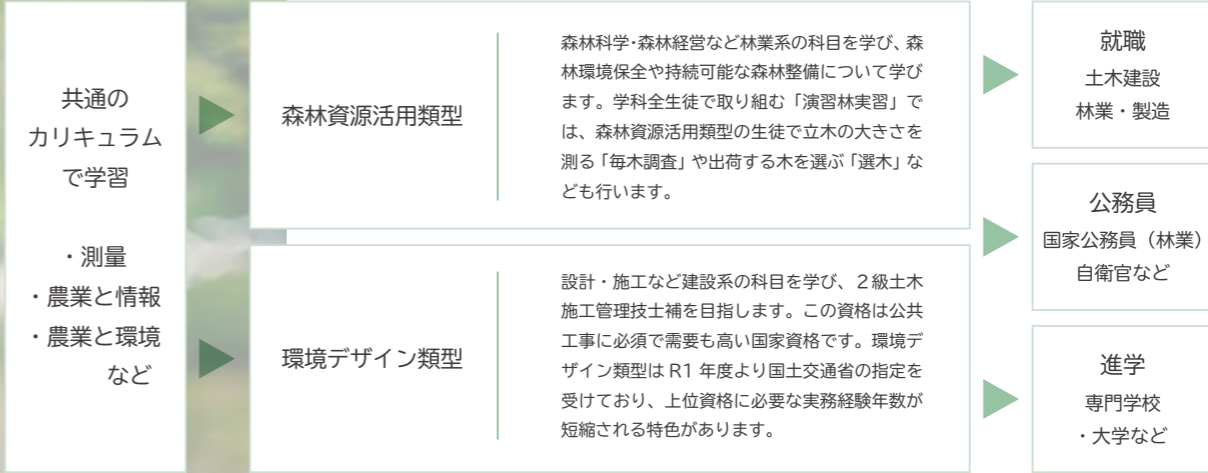 共通の
カリキュラム
で学習
・測量
・農業と情報
・農業と環境
など
森林資源活用類型
森林科学・森林経営など林業系の科目を学び、森
林環境保全や持続可能な森林整備について学び
ます。学科全生徒で取り組む「演習林実習」で
は、森林資源活用類型の生徒で立木の大きさを
測る「毎木調査」や出荷する木を選ぶ「選木」な
ども行います。
環境デザイン類型
設計・施工など建設系の科目を学び、２級土木
施工管理技士補を目指します。この資格は公共
工事に必須で需要も高い国家資格です。環境デ
ザイン類型は R1 年度より国土交通省の指定を
受けており、上位資格に必要な実務経験年数が
短縮される特色があります。
就職
土木建設
林業・製造
公務員
国家公務員（林業）
自衛官など
進学
専門学校
・大学など